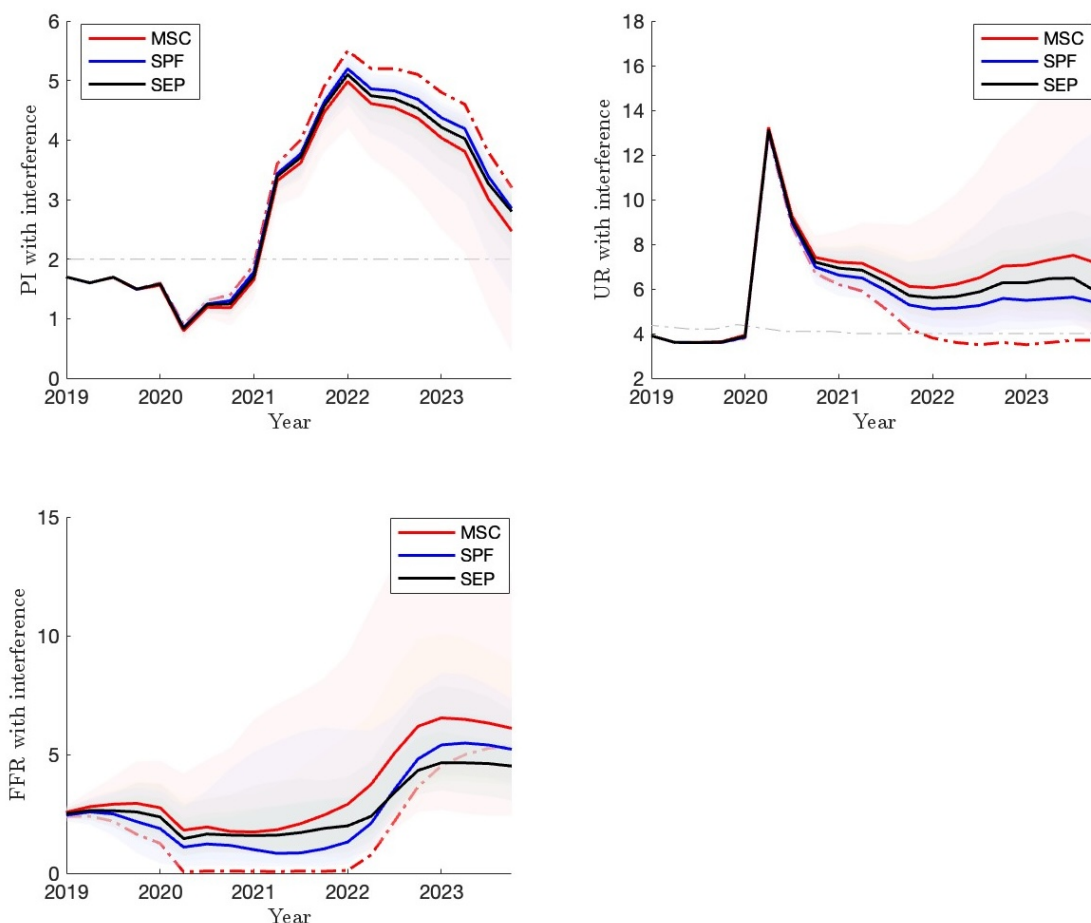 6
5
4
3
2
1
0
PI with interference
MSC
SPF
SEP
2019 2020 2021 2022 2023
Year
18
16
14
12
10
8
6
4
2
UR with interference
MSC
SPF
SEP
2019 2020 2021 2022 2023
Year
15
10
5
0
FFR with interference
MSC
SPF
SEP
2019 2020 2021 2022 2023
Year